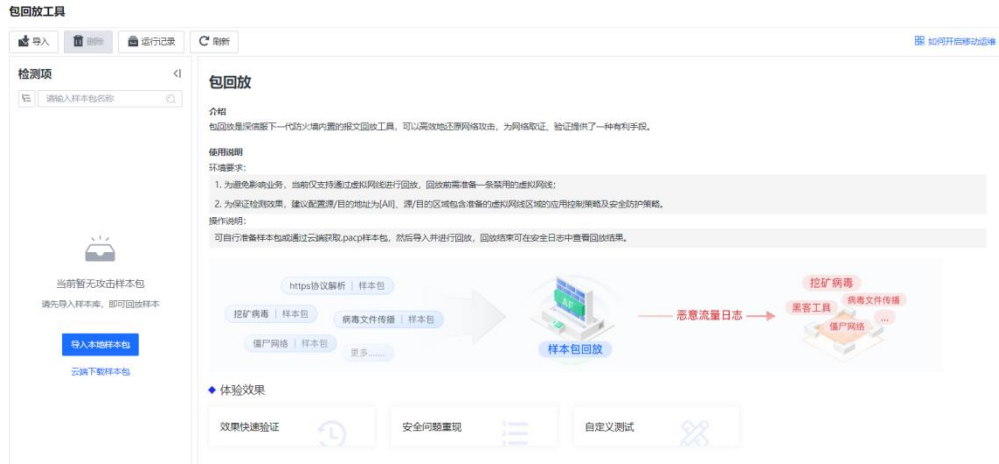 包回放工具
导入
删除
运行记录
刷新
如何开启移动运维
检测项
请输入样本包名称
当前暂无攻击样本包
请先导入样本库，即可回放样本
导入本地样本包
云端下载样本包
包回放
介绍
包回放是深信服下一代防火墙内置的报文回放工具，可以高效地还原网络攻击，为网络取证、验证提供了一种有利手段。
使用说明
环境要求：
1. 为避免影响业务，当前仅支持通过虚拟网线进行回放，回放前需准备一条禁用的虚拟网线；
2. 为保证检测效果，建议配置源/目的地址为[All]，源/目的区域包含准备的虚拟网线区域的应用控制策略及安全防护策略。
操作说明：
可自行准备样本包或通过云端获取.pacp样本包，然后导入并进行回放，回放结束可在安全日志中查看回放结果。
https协议解析 | 样本包
挖矿病毒 | 样本包
病毒文件传播 | 样本包
僵尸网络 | 样本包
更多......
AF
样本包回放
恶意流量日志
挖矿病毒
病毒文件传播
黑客工具
...
僵尸网络
体验效果
效果快速验证
安全问题重现
自定义测试